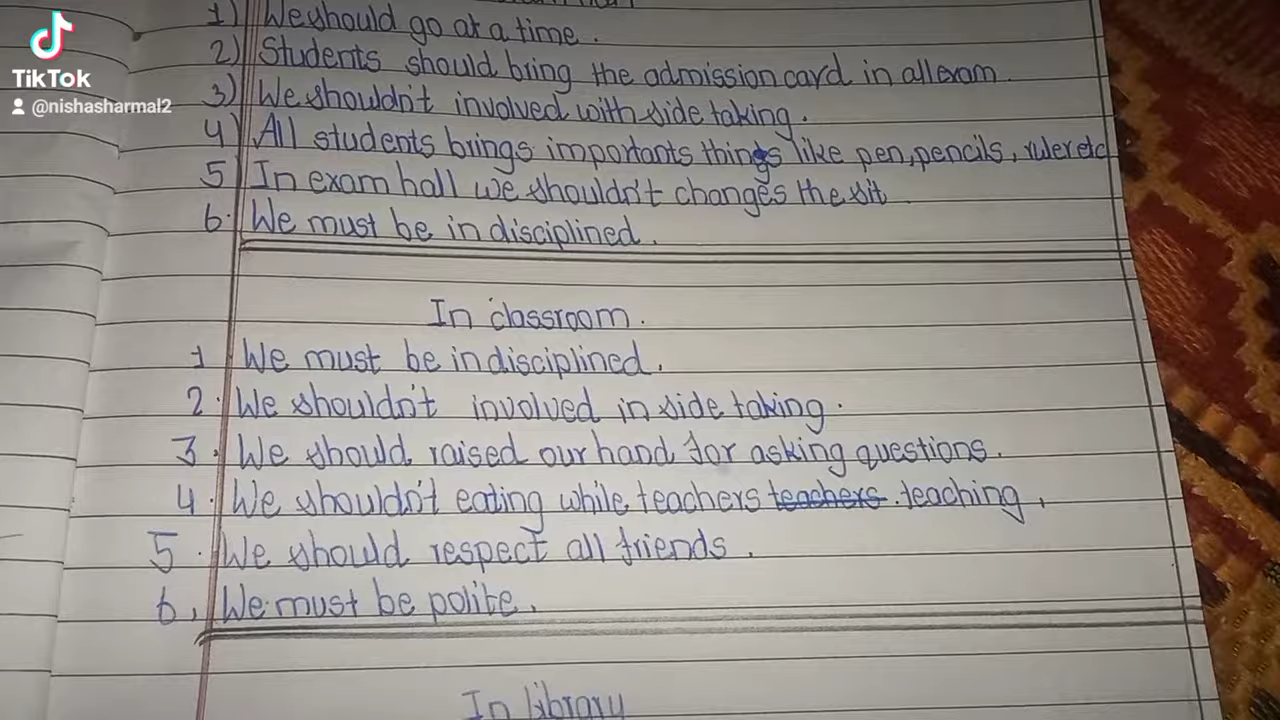 TikTok
@nishasharmal2
1) We should go at a time.
2) Students should bring the admission card in all exam.
3) We shouldn't involved with side taking.
4) All students brings importants things like pen, pencils, ruler etc
5 In exam hall we shouldn't changes the sit.
6. We must be in disciplined.
In classroom.
1 We must be in disciplined.
2. We shouldn't involved in side taking.
3. We should raised our hand for asking questions.
4. We shouldn't eating while teachers teachers. teaching,
5. We should respect all friends.
6, We must be polite.
In library